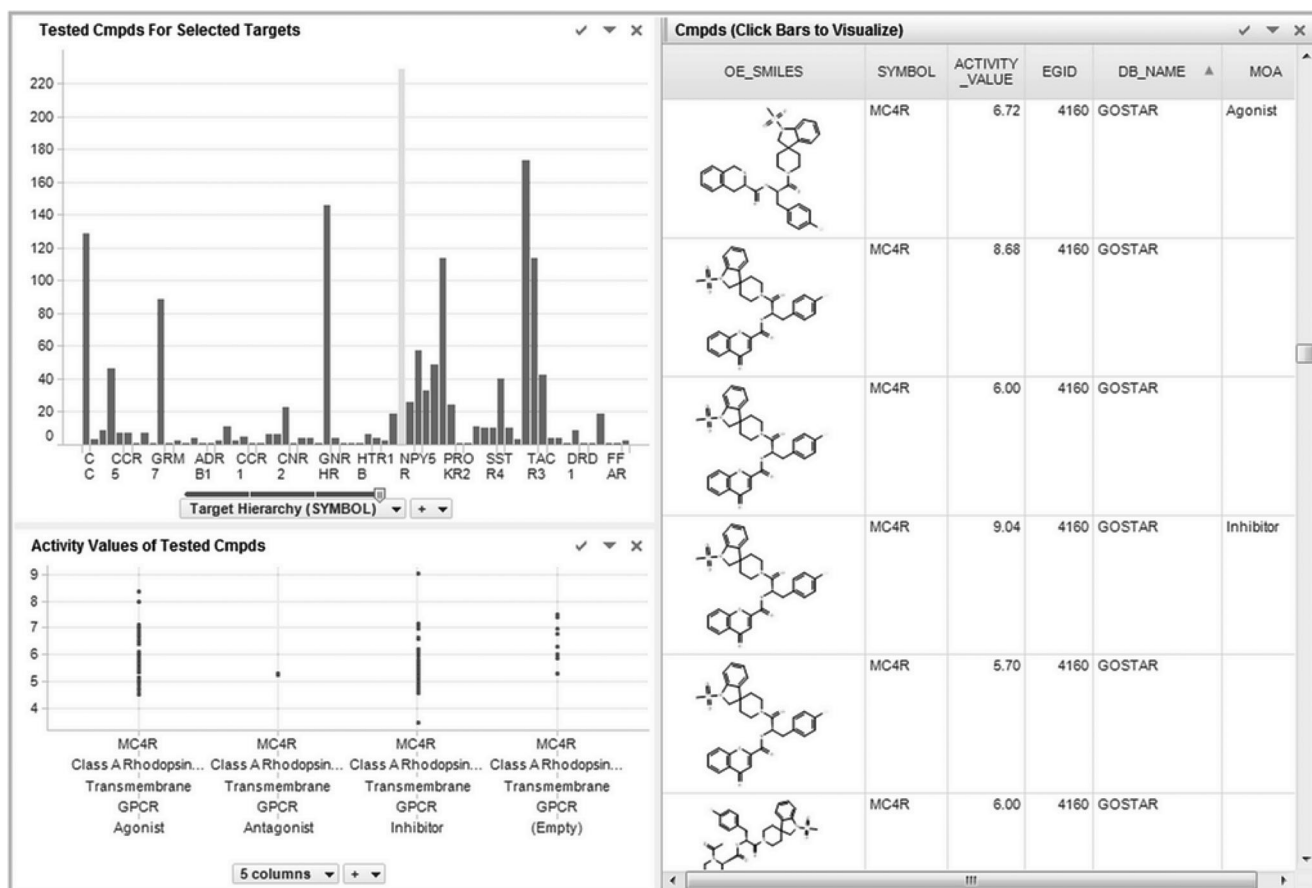 Tested Cmpds For Selected Targets
220
200
180
160
140
120
100
80
60
40
20
0
C CCR GRM ADR CCR CNR GNR HTR1 NPY5 PRO SST TAC DRD FF
C 5 7 B1 1 2 HR B R KR2 R4 R3 1 AR
Target Hierarchy (SYMBOL) +
Activity Values of Tested Cmpds
9
8
7
6
5
4
MC4R MC4R MC4R MC4R
Class A Rhodopsin... Class A Rhodopsin... Class A Rhodopsin... Class A Rhodopsin...
Transmembrane Transmembrane Transmembrane Transmembrane
GPCR GPCR GPCR GPCR
Agonist Antagonist Inhibitor (Empty)
5 columns +
Cmpds (Click Bars to Visualize)
OE_SMILES SYMBOL ACTIVITY _VALUE EGID DB_NAME MOA
MC4R 6.72 4160 GOSTAR Agonist
MC4R 8.68 4160 GOSTAR
MC4R 6.00 4160 GOSTAR
MC4R 9.04 4160 GOSTAR Inhibitor
MC4R 5.70 4160 GOSTAR
MC4R 6.00 4160 GOSTAR